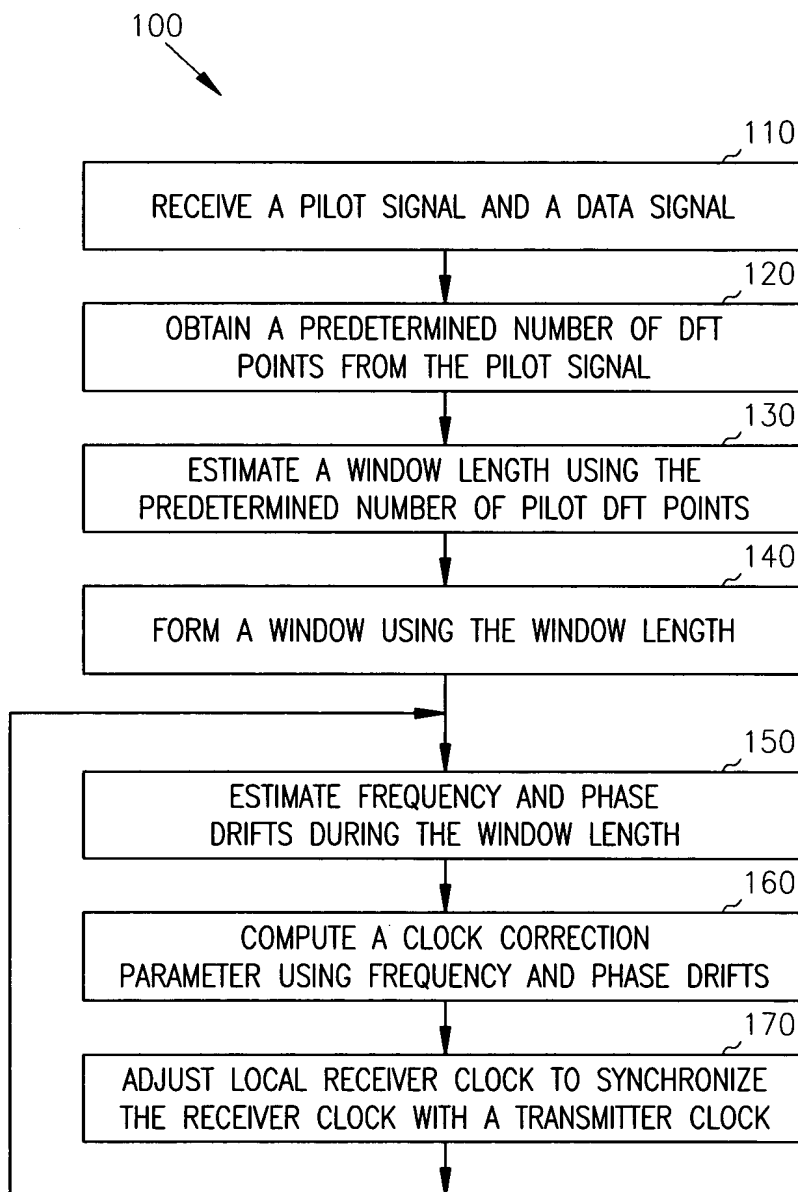 100
110
RECEIVE A PILOT SIGNAL AND A DATA SIGNAL
120
OBTAIN A PREDETERMINED NUMBER OF DFT
POINTS FROM THE PILOT SIGNAL
130
ESTIMATE A WINDOW LENGTH USING THE
PREDETERMINED NUMBER OF PILOT DFT POINTS
140
FORM A WINDOW USING THE WINDOW LENGTH
150
ESTIMATE FREQUENCY AND PHASE
DRIFTS DURING THE WINDOW LENGTH
160
COMPUTE A CLOCK CORRECTION
PARAMETER USING FREQUENCY AND PHASE DRIFTS
170
ADJUST LOCAL RECEIVER CLOCK TO SYNCHRONIZE
THE RECEIVER CLOCK WITH A TRANSMITTER CLOCK